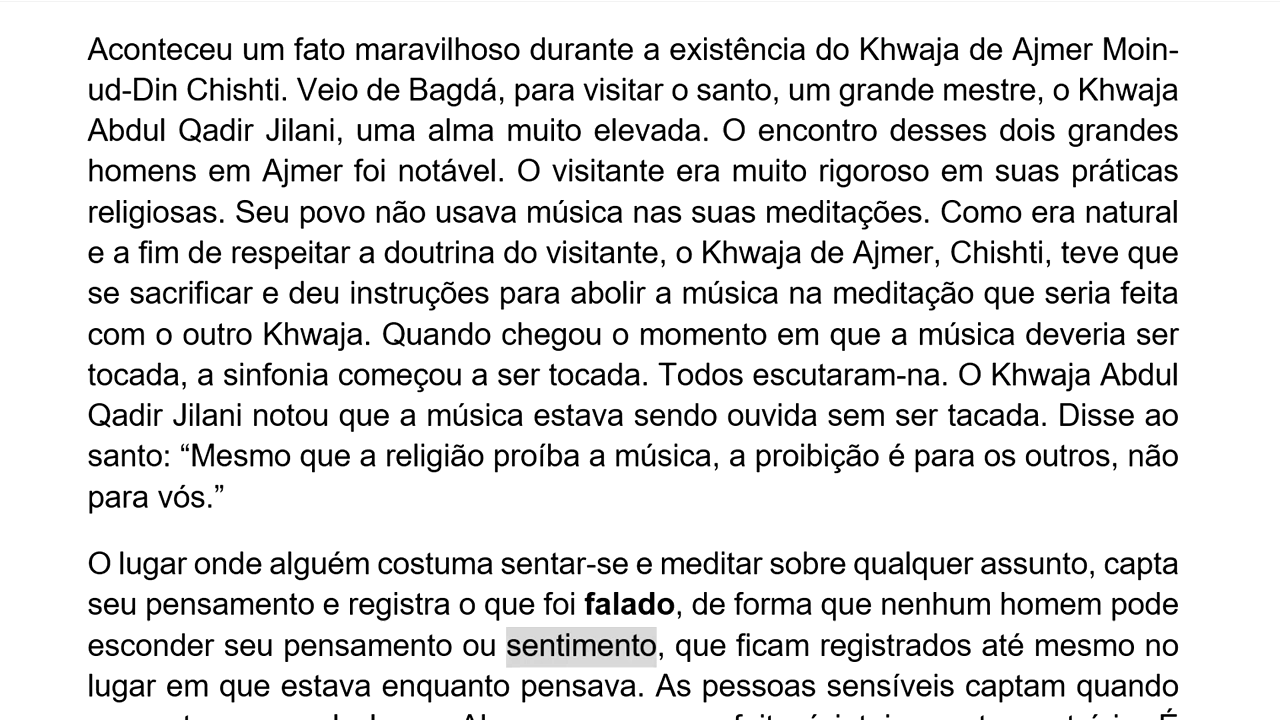 Aconteceu um fato maravilhoso durante a existência do Khwaja de Ajmer Moin-
ud-Din Chishti. Veio de Bagdá, para visitar o santo, um grande mestre, o Khwaja
Abdul Qadir Jilani, uma alma muito elevada. O encontro desses dois grandes
homens em Ajmer foi notável. O visitante era muito rigoroso em suas práticas
religiosas. Seu povo não usava música nas suas meditações. Como era natural
e a fim de respeitar a doutrina do visitante, o Khwaja de Ajmer, Chishti, teve que
se sacrificar e deu instruções para abolir a música na meditação que seria feita
com o outro Khwaja. Quando chegou o momento em que a música deveria ser
tocada, a sinfonia começou a ser tocada. Todos escutaram-na. O Khwaja Abdul
Qadir Jilani notou que a música estava sendo ouvida sem ser tacada. Disse ao
santo: “Mesmo que a religião proíba a música, a proibição é para os outros, não
para vós.”
O lugar onde alguém costuma sentar-se e meditar sobre qualquer assunto, capta
seu pensamento e registra o que foi falado, de forma que nenhum homem pode
esconder seu pensamento ou sentimento, que ficam registrados até mesmo no
lugar em que estava enquanto pensava. As pessoas sensíveis captam quando